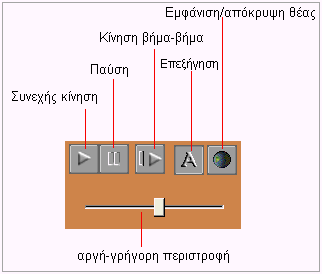 Εμφάνιση/απόκρυψη θέας
Κίνηση βήμα-βήμα
Επεξήγηση
Παύση
Συνεχής κίνηση
A
αργή-γρήγορη περιστροφή